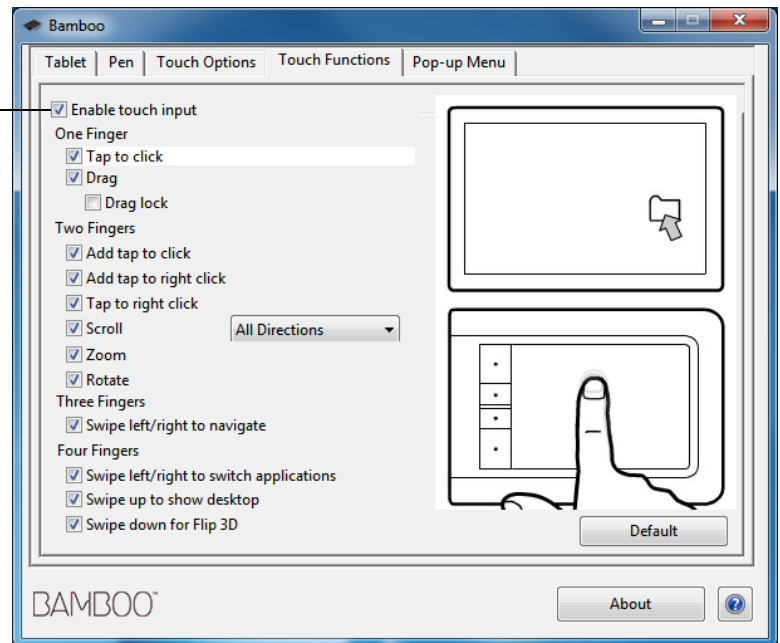 Bamboo
Tablet Pen Touch Options Touch Functions Pop-up Menu
Enable touch input
One Finger
Tap to click
Drag
Drag lock
Two Fingers
Add tap to click
Add tap to right click
Tap to right click
Scroll All Directions
Zoom
Rotate
Three Fingers
Swipe left/right to navigate
Four Fingers
Swipe left/right to switch applications
Swipe up to show desktop
Swipe down for Flip 3D
Default
BAMBOO™ About ?